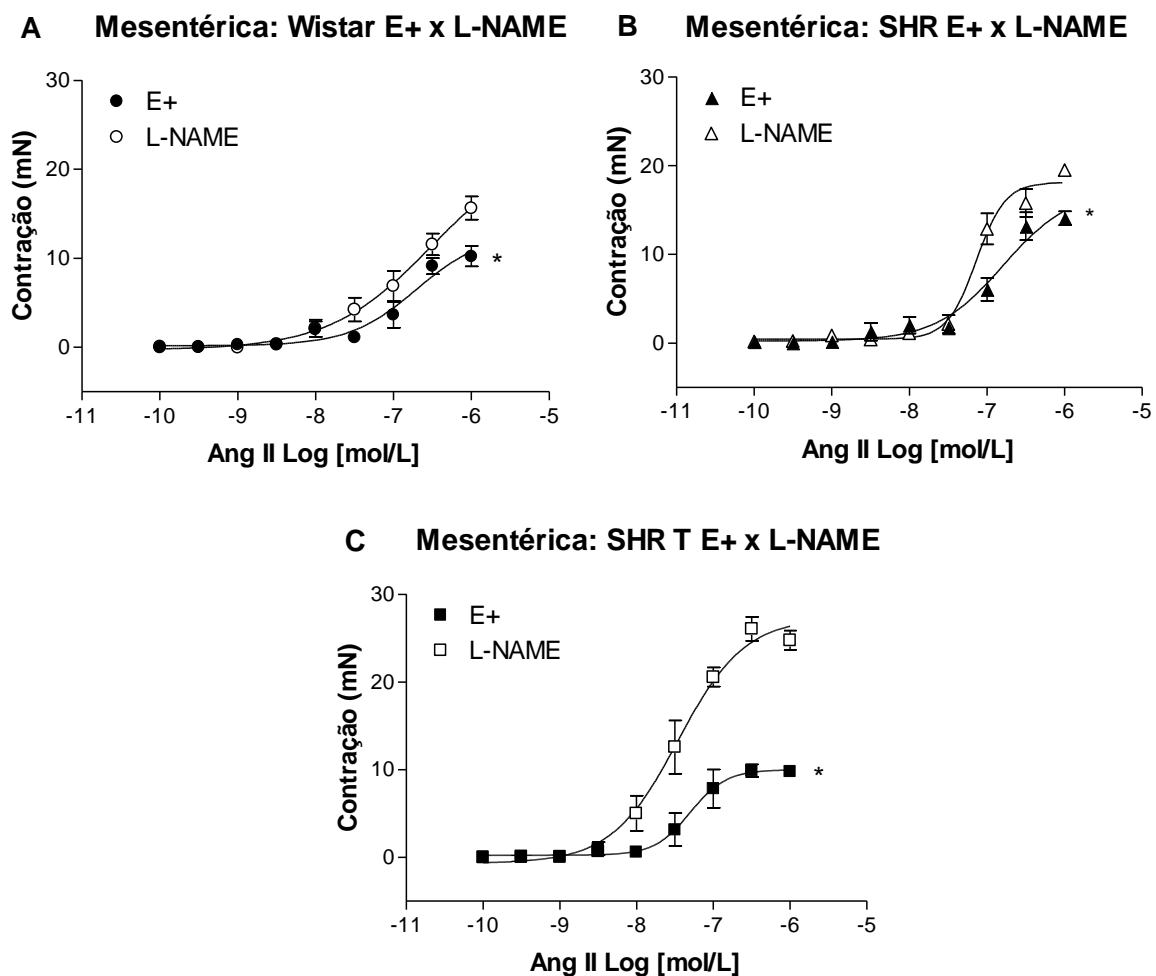 A Mesentérica: Wistar E+ x L-NAME
30
20
10
0
Contração (mN)
E+
L-NAME
-11 -10 -9 -8 -7 -6 -5
Ang II Log [mol/L]
*
B Mesentérica: SHR E+ x L-NAME
30
20
10
0
Contração (mN)
E+
L-NAME
-11 -10 -9 -8 -7 -6 -5
Ang II Log [mol/L]
*
C Mesentérica: SHR T E+ x L-NAME
30
20
10
0
Contração (mN)
E+
L-NAME
-11 -10 -9 -8 -7 -6 -5
Ang II Log [mol/L]
*